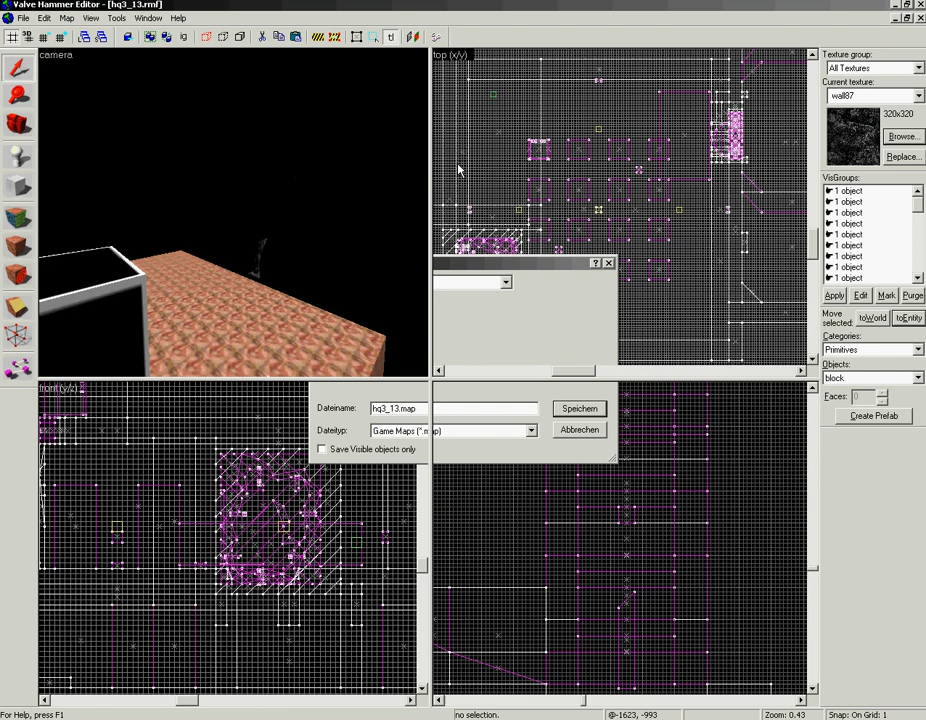 Valve Hammer Editor - [hq3_13.rmf]
File Edit Map View Tools Window Help
3D ig tl
camera
top (x/y)
Texture group:
All Textures
Current texture:
wall87
320x320
Browse...
Replace...
VisGroups:
1 object
1 object
1 object
1 object
1 object
1 object
1 object
1 object
Apply Edit Mark Purge
Move
selected: toWorld toEntity
Categories:
Primitives
Objects:
block
Faces: 0
Create Prefab
front (y/z)
Dateiname: hq3_13.map Speichern
Dateityp: Game Maps (*.map) Abbrechen
Save Visible objects only
For Help, press F1 no selection. @-1623, -993 Zoom: 0.43 Snap: On Grid: 1